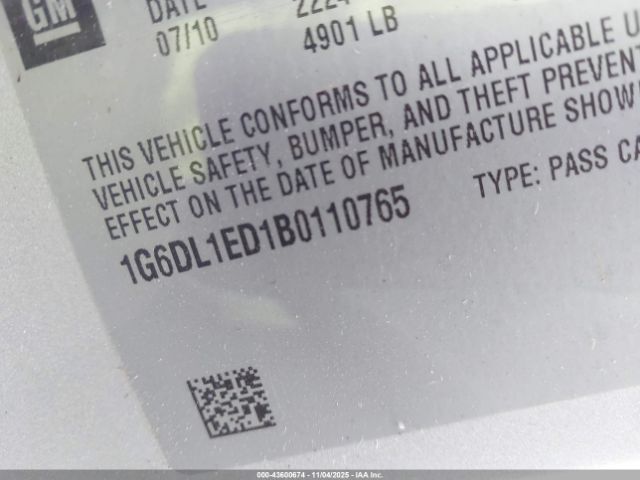 GM
DATE 2224
07/10 4901 LB
THIS VEHICLE CONFORMS TO ALL APPLICABLE U
VEHICLE SAFETY, BUMPER, AND THEFT PREVENT
EFFECT ON THE DATE OF MANUFACTURE SHOW
1G6DL1ED1B0110765 TYPE: PASS CA
000-43600674 - 11/04/2025 - IAA Inc.